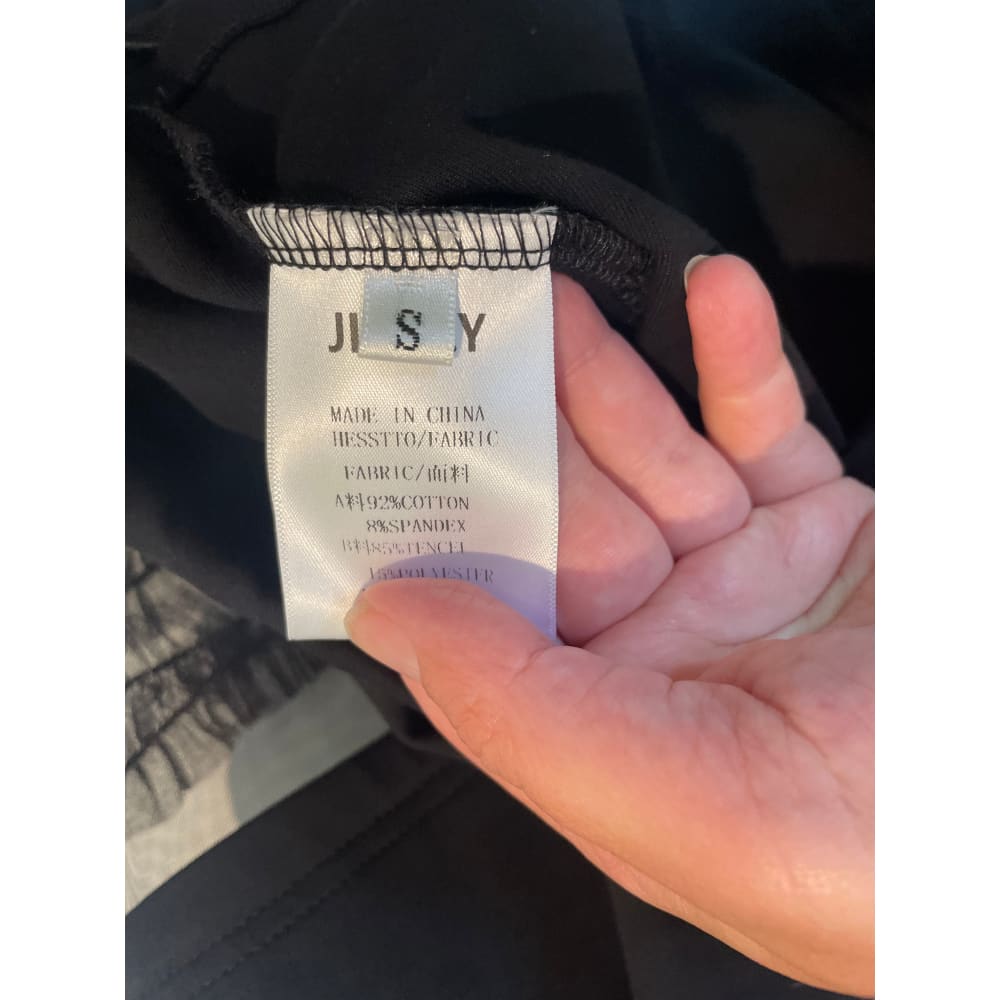 S
MADE IN CHINA
HESSTTO/FABRIC
FABRIC/面料
A料92%COTTON
8%SPANDEX
B料85%TENCEL
15%POLYESTER